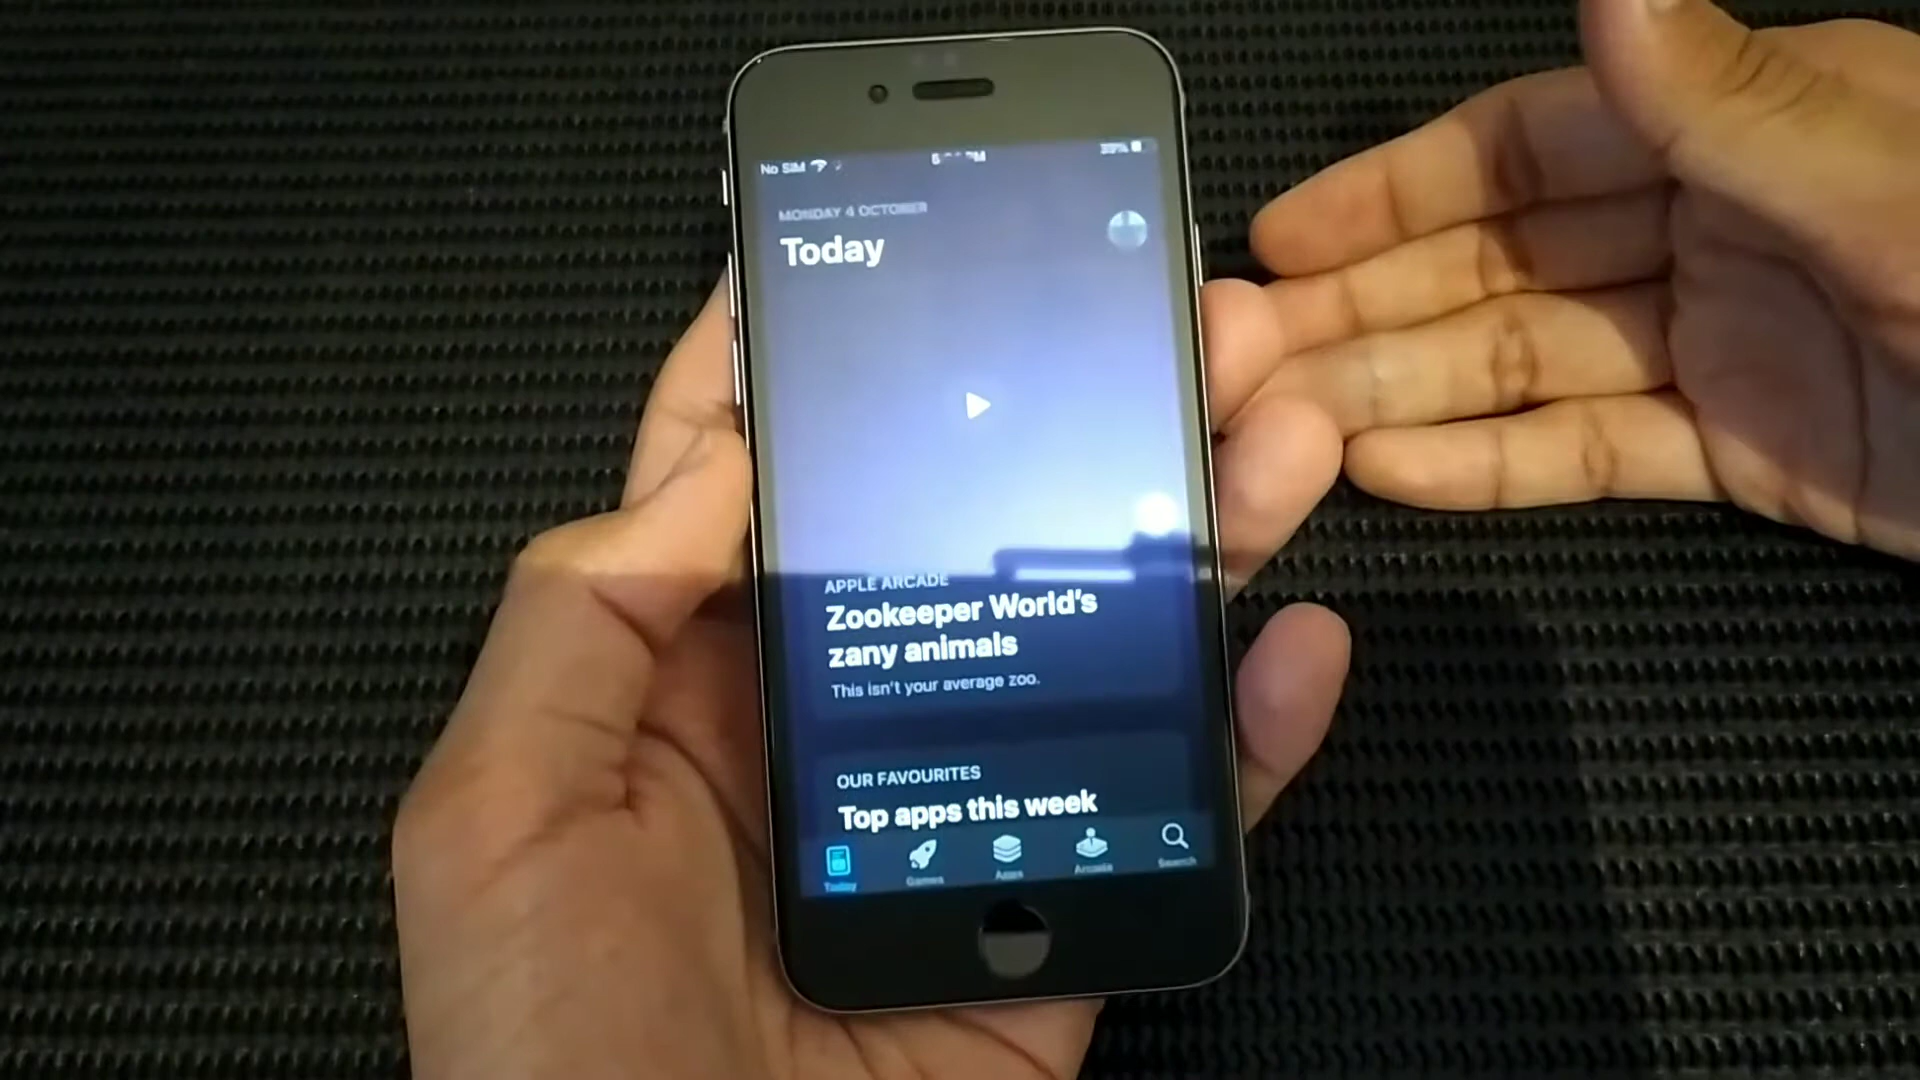 No SIM
MONDAY 4 OCTOBER
Today
APPLE ARCADE
Zookeeper World's
zany animals
This isn't your average zoo.
OUR FAVOURITES
Top apps this week
Today
Games
Apps
Arcade
Search